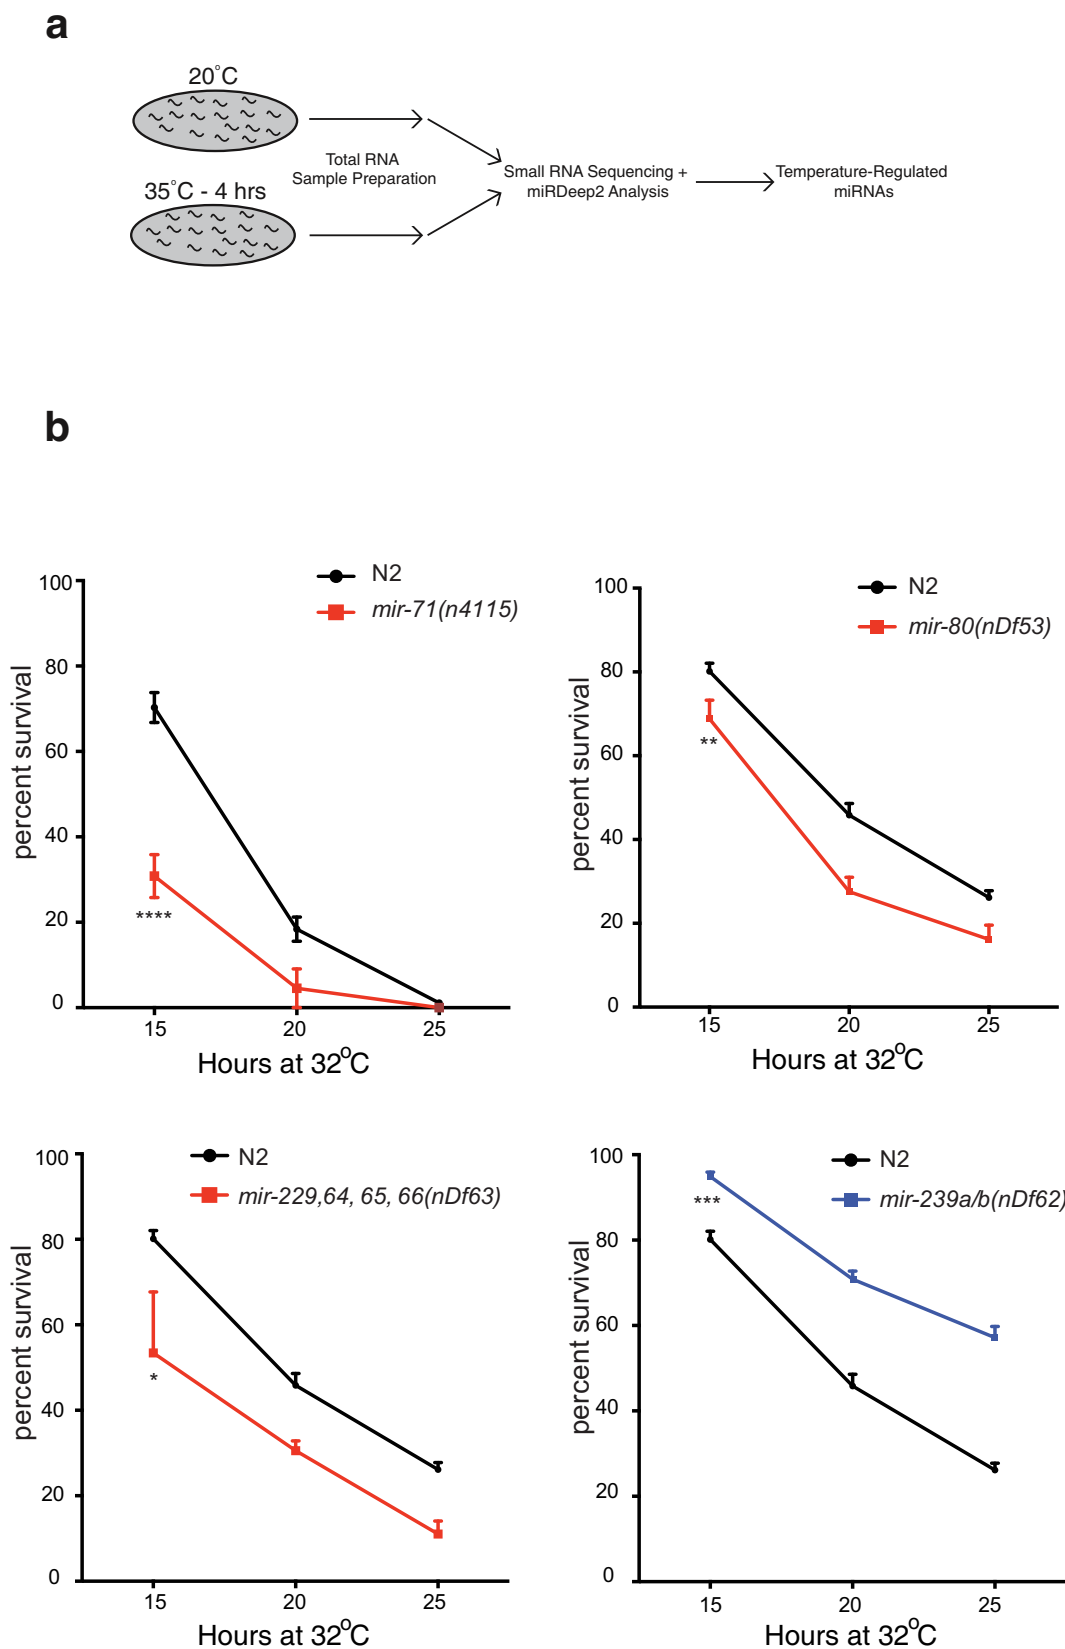 a
20°C
35°C - 4 hrs
Total RNA
Sample Preparation
Small RNA Sequencing +
miRDeep2 Analysis
Temperature-Regulated
miRNAs
b
N2
mir-71(n4115)
percent survival
100
80
60
40
20
0
****
15
20
25
Hours at 32°C
N2
mir-80(nDf53)
percent survival
100
80
60
40
20
0
**
15
20
25
Hours at 32°C
N2
mir-229,64, 65, 66(nDf63)
percent survival
100
80
60
40
20
0
*
15
20
25
Hours at 32°C
N2
mir-239a/b(nDf62)
percent survival
100
80
60
40
20
0
***
15
20
25
Hours at 32°C